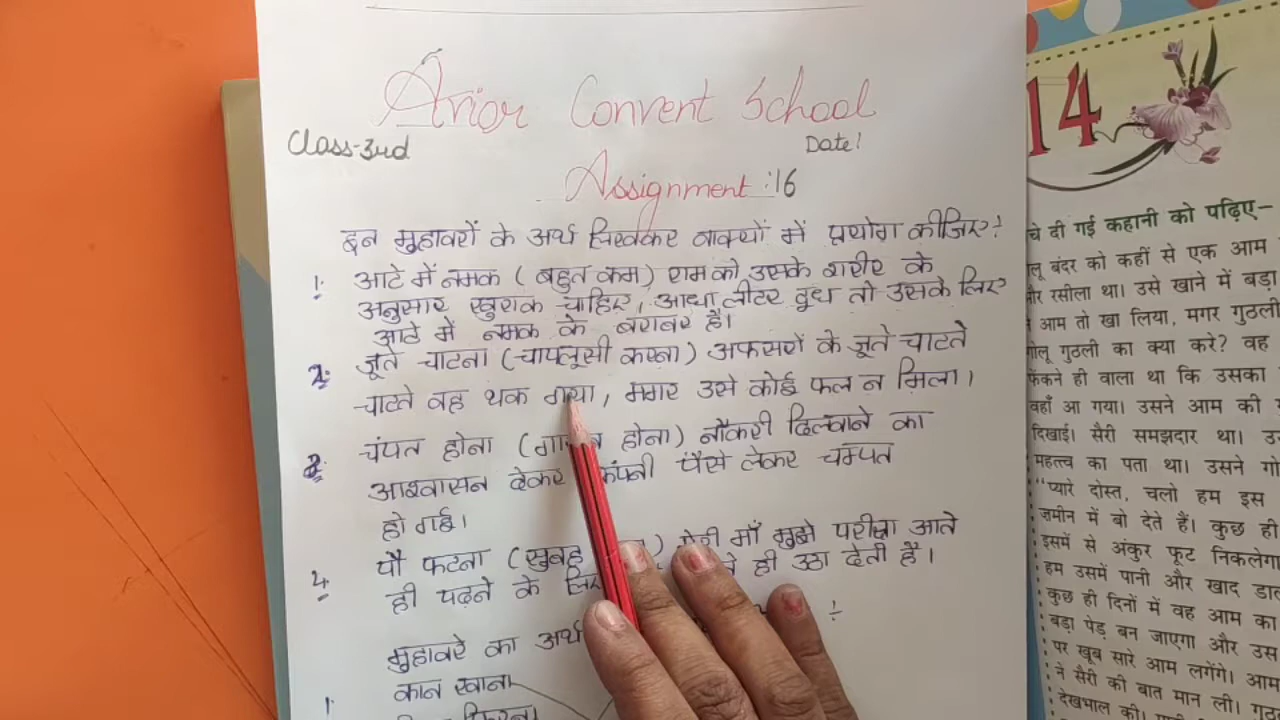 Avior Convent School
Class-3rd
Date!
Assignment :16
इन मुहावरों के अर्थ लिखकर वाक्यों में प्रयोग कीजिए!
1. आटे में नमक (बहुत कम) राम को उसके शरीर के
अनुसार खुराक चाहिए, आधा लीटर दूध तो उसके लिए
आटे में नमक के बराबर है।
2. जूते चाटना (चापलूसी करना) अफसरों के जूते चाटते
चाटते वह थक गया, मगर उसे कोई फल न मिला।
3. चंपत होना ( होना) नौकरी दिलवाने का
आश्वासन देकर कंपनी पैसे लेकर चम्पत
हो गई।
4 पौ फटना (सुबह ) मेरी माँ मुझे परीक्षा आते
ही पढ़ने के लिए ही उठा देती है।
मुहावरे का अर्थ
1. कान खाना
14
चे दी गई कहानी को पढ़िए–
लू बंदर को कहीं से एक आम
और रसीला था। उसे खाने में बड़ा
आम तो खा लिया, मगर गुठली
गोलू गुठली का क्या करे? वह
फेंकने ही वाला था कि उसका
वहाँ आ गया। उसने आम की
दिखाई। सैरी समझदार था। उ
महत्त्व का पता था। उसने गो
"प्यारे दोस्त, चलो हम इस
ज़मीन में बो देते हैं। कुछ ही
इसमें से अंकुर फूट निकलेगा
हम उसमें पानी और खाद डाल
कुछ ही दिनों में वह आम का
बड़ा पेड़ बन जाएगा और उस
पर खूब सारे आम लगेंगे। आम
ने सैरी की बात मान ली। गुठ
देखभाल की।